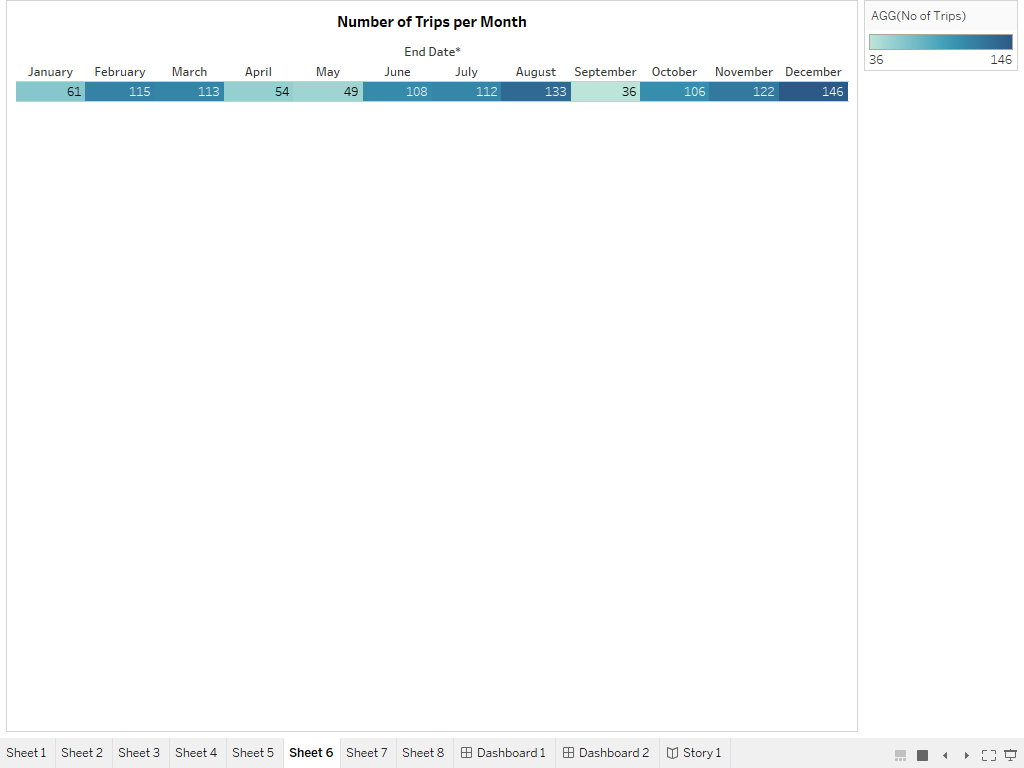 Number of Trips per Month
End Date*
January February March April May June July August September October November December
61 115 113 54 49 108 112 133 36 106 122 146
AGG(No of Trips)
36 146
Sheet 1 Sheet 2 Sheet 3 Sheet 4 Sheet 5 Sheet 6 Sheet 7 Sheet 8 Dashboard 1 Dashboard 2 Story 1